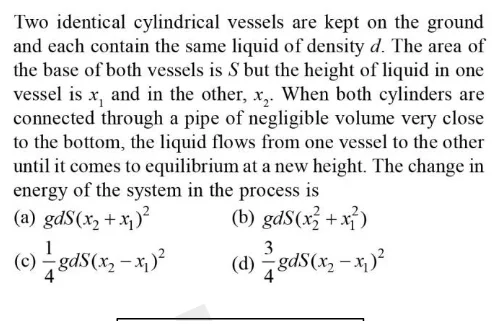 Two identical cylindrical vessels are kept on the ground
and each contain the same liquid of density d. The area of
the base of both vessels is S but the height of liquid in one
vessel is x₁ and in the other, x₂. When both cylinders are
connected through a pipe of negligible volume very close
to the bottom, the liquid flows from one vessel to the other
until it comes to equilibrium at a new height. The change in
energy of the system in the process is
(a) gdS(x₂ + x₁)² (b) gdS(x₂² + x₁²)
(c) 1/4 gdS(x₂ – x₁)² (d) 3/4 gdS(x₂ – x₁)²